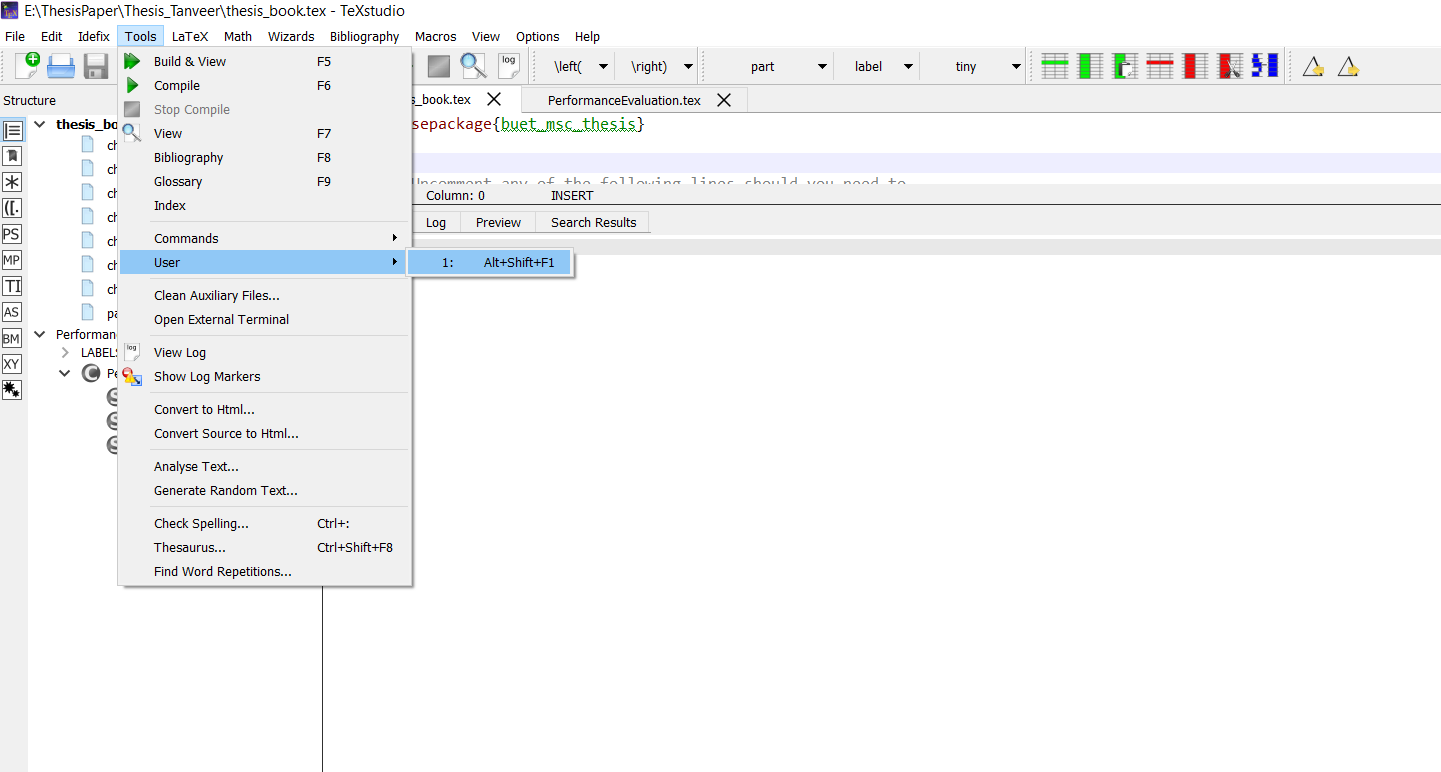 E:\ThesisPaper\Thesis_Tanveer\thesis_book.tex - TeXstudio
File Edit Idefix Tools LaTeX Math Wizards Bibliography Macros View Options Help
log \left( \right) part label tiny
Structure
s_book.tex PerformanceEvaluation.tex
thesis_bo
ch
ch
ch
ch
ch
ch
ch
pa
Performan
LABELS
Pe
PS
MP
TI
AS
BM
XY
Build & View F5
Compile F6
Stop Compile
View F7
Bibliography F8
Glossary F9
Index
Commands
User
1: Alt+Shift+F1
Clean Auxiliary Files...
Open External Terminal
log View Log
Show Log Markers
Convert to Html...
Convert Source to Html...
Analyse Text...
Generate Random Text...
Check Spelling... Ctrl+:
Thesaurus... Ctrl+Shift+F8
Find Word Repetitions...
sepackage{buet_msc_thesis}
Uncomment any of the following lines should you need to
Column: 0 INSERT
Log Preview Search Results